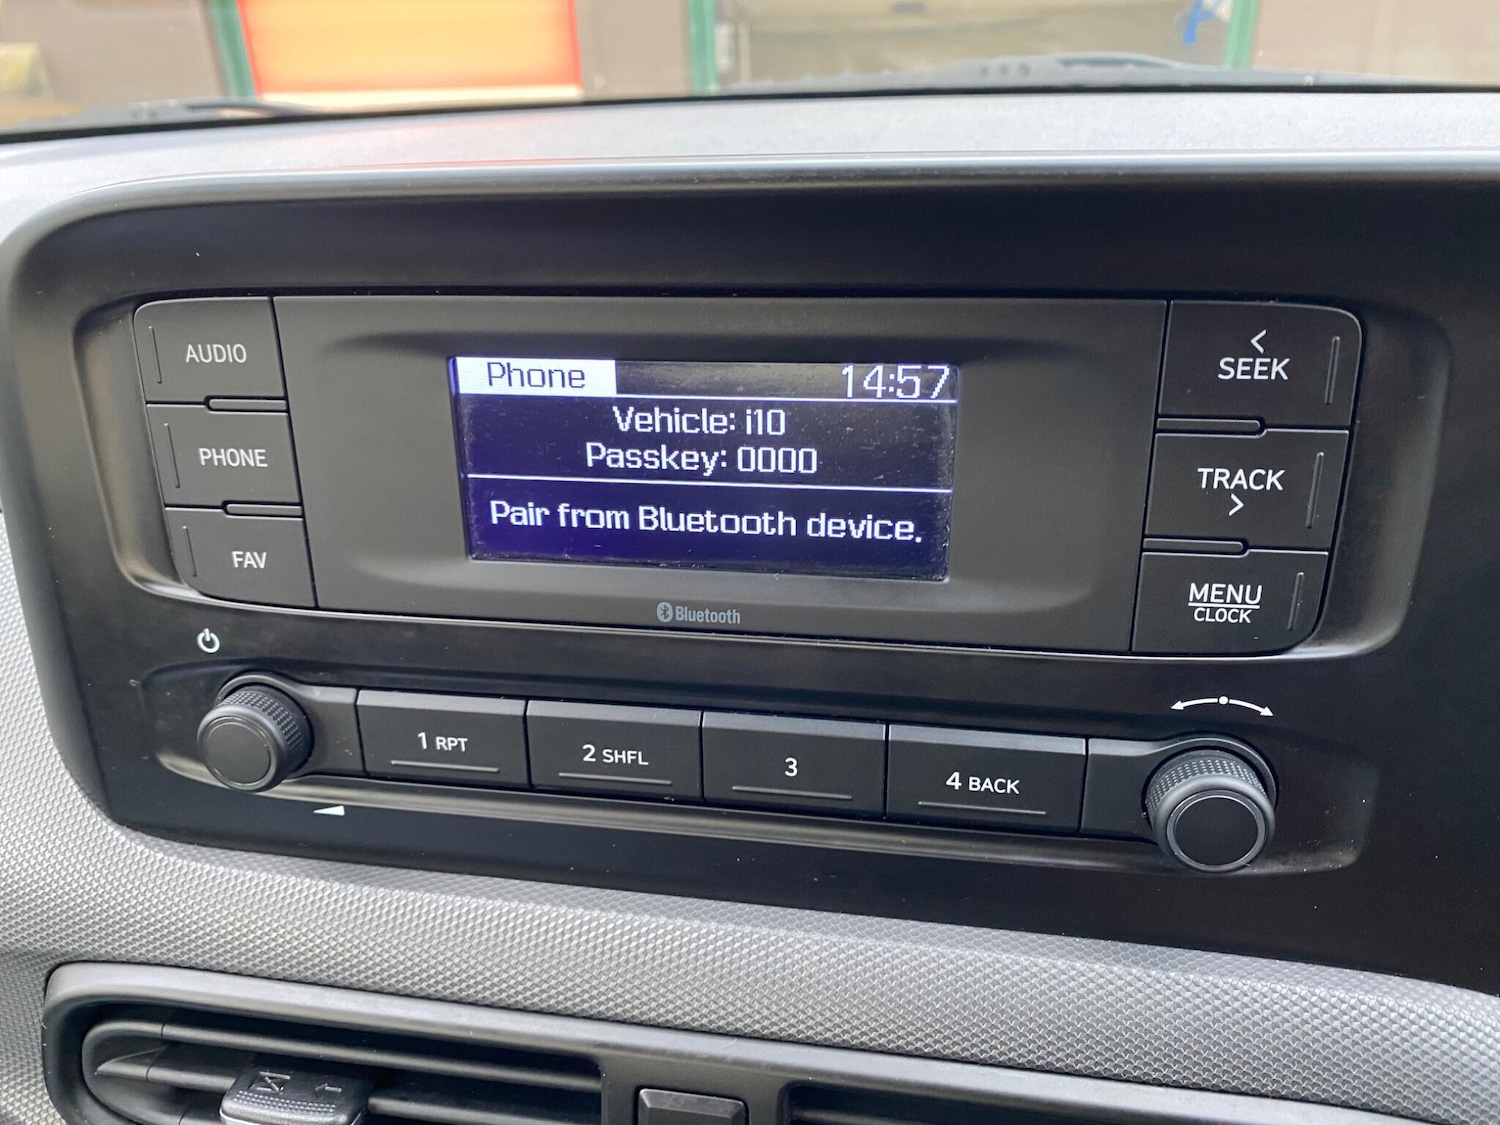 AUDIO
PHONE
FAV
Phone 14:57
Vehicle: i10
Passkey: 0000
Pair from Bluetooth device.
Bluetooth
< SEEK
TRACK >
MENU
CLOCK
1 RPT
2 SHFL
3
4 BACK